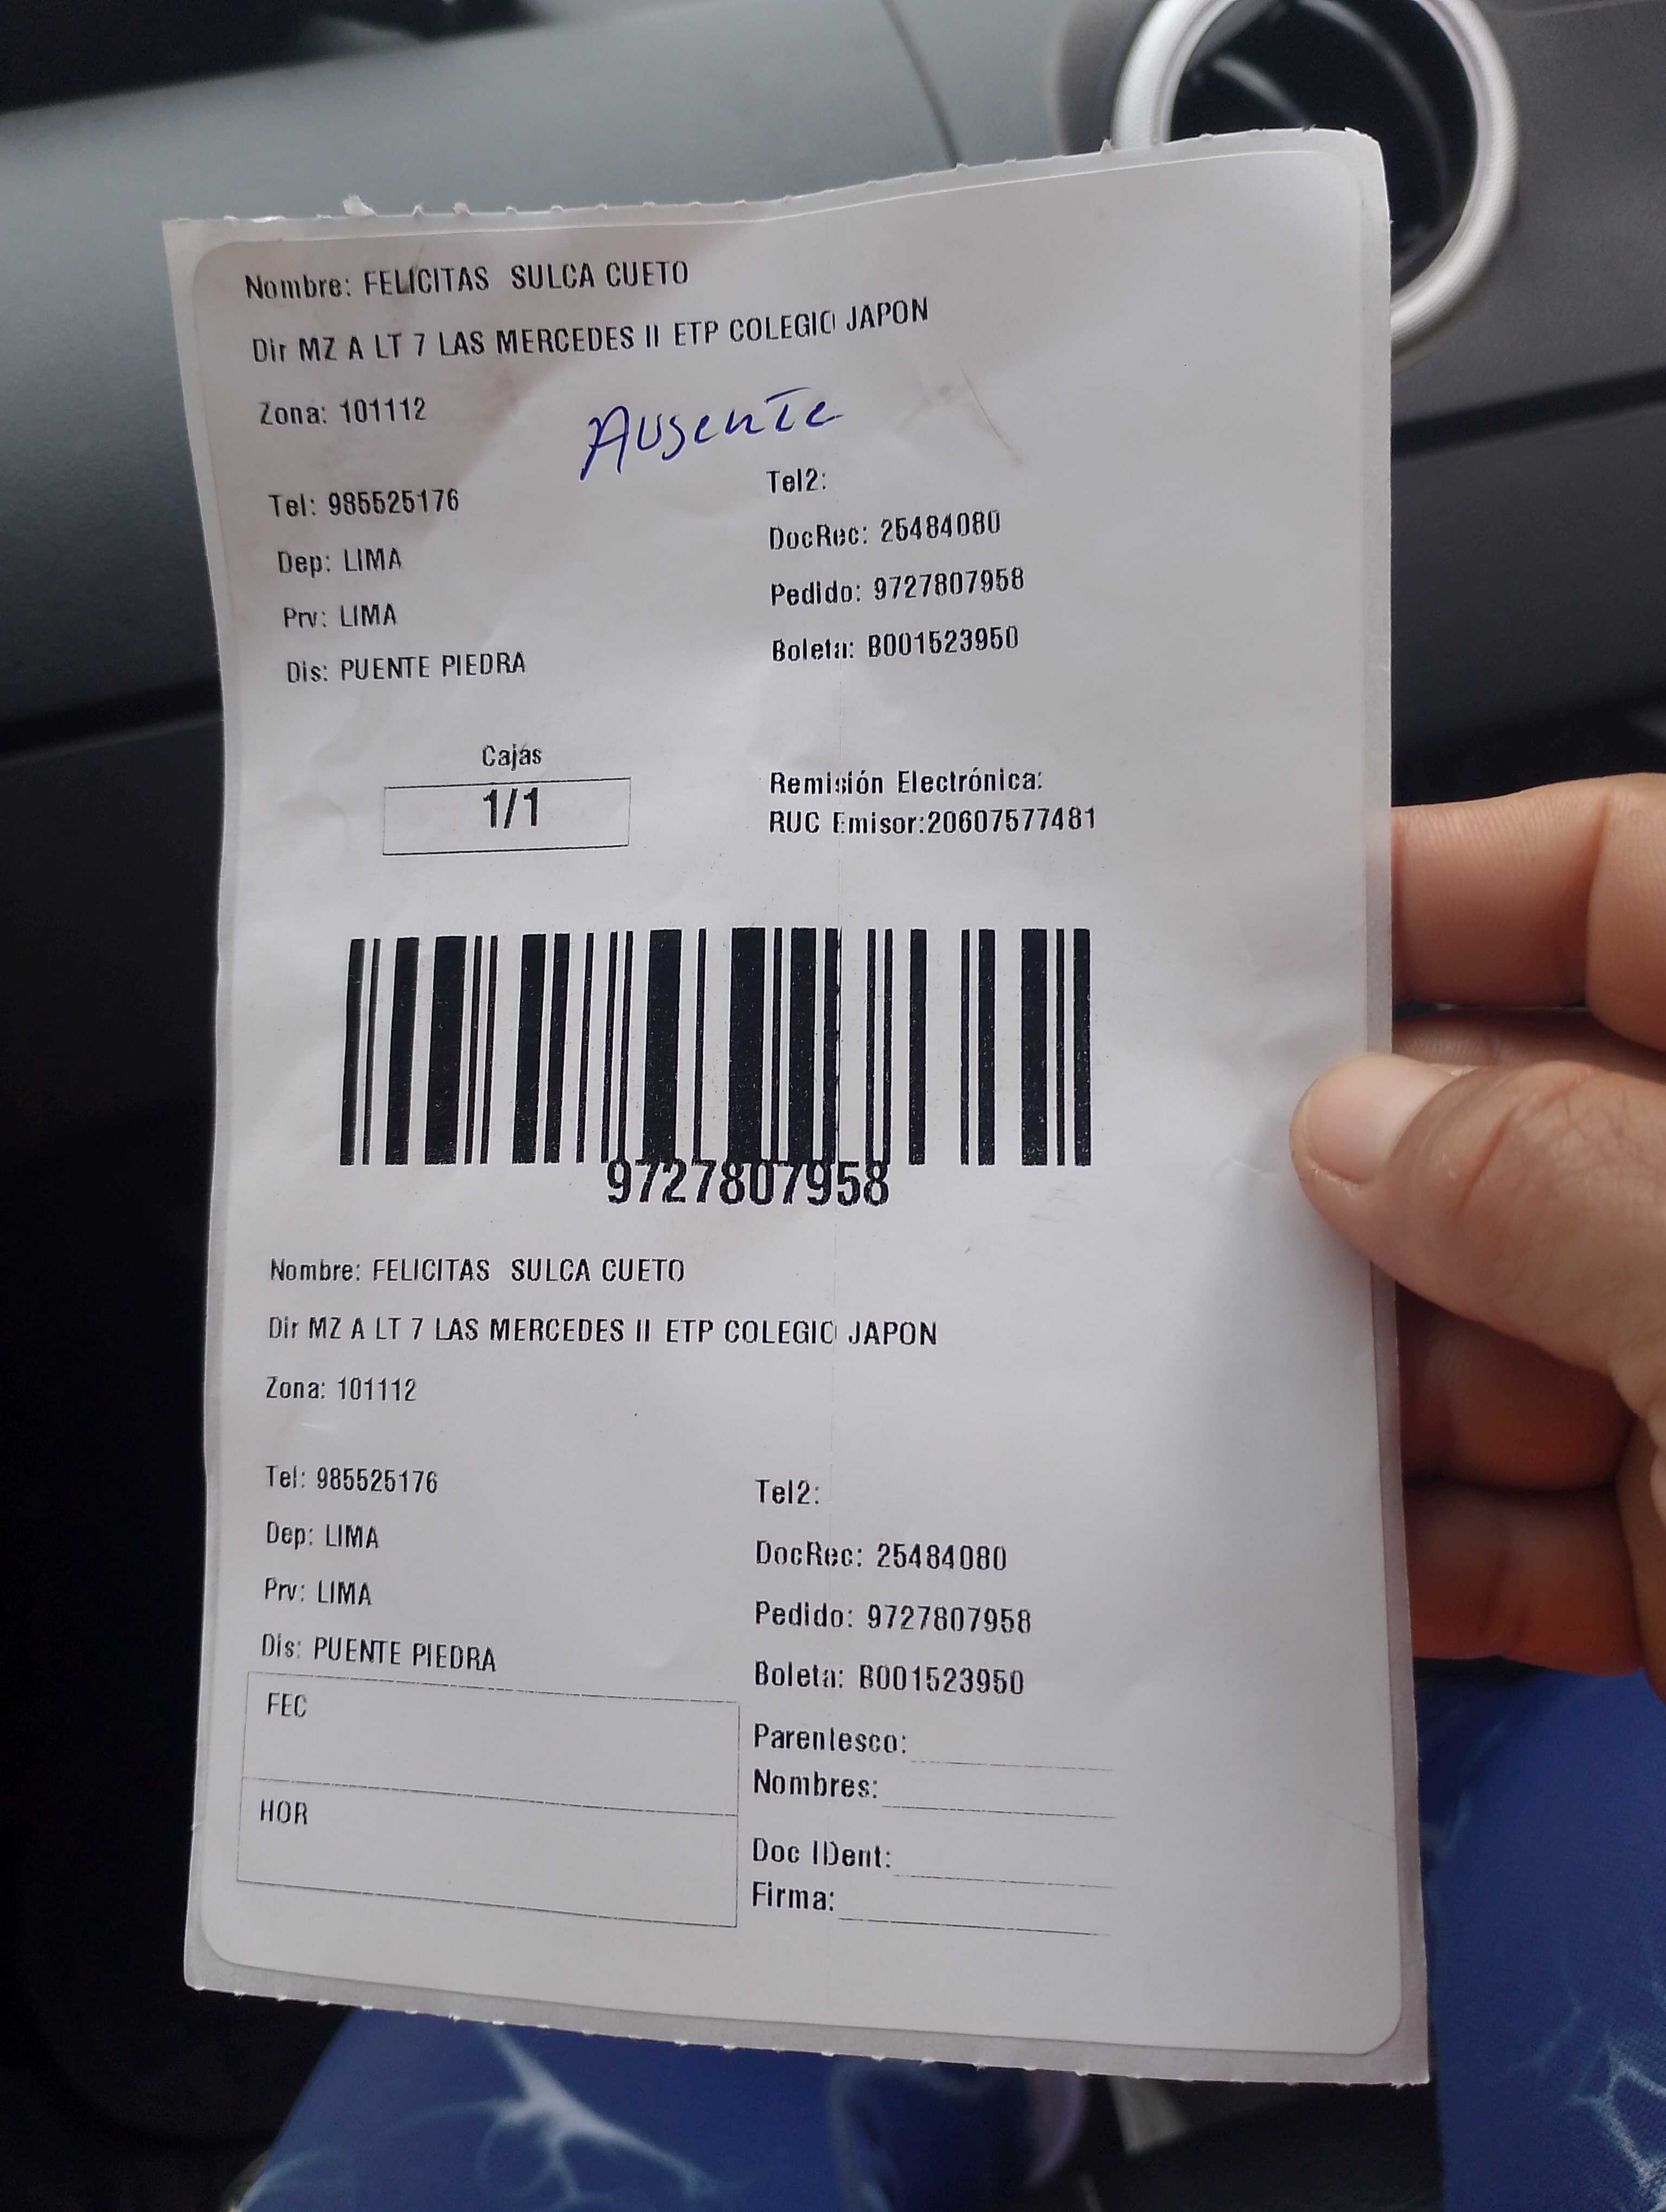 Nombre: FELICITAS SULCA CUETO
Dir MZ A LT 7 LAS MERCEDES II ETP COLEGIO JAPON
Zona: 101112
Ausente
Tel: 985525176
Tel2:
Dep: LIMA
DocRec: 25484080
Prv: LIMA
Pedido: 9727807958
Dis: PUENTE PIEDRA
Boleta: B001523950
Cajas
1/1
Remisión Electrónica:
RUC Emisor:20607577481
9727807958
Nombre: FELICITAS SULCA CUETO
Dir MZ A LT 7 LAS MERCEDES II ETP COLEGIO JAPON
Zona: 101112
Tel: 985525176
Tel2:
Dep: LIMA
DocRec: 25484080
Prv: LIMA
Pedido: 9727807958
Dis: PUENTE PIEDRA
Boleta: B001523950
FEC
Parentesco:
Nombres:
HOR
Doc IDent:
Firma: